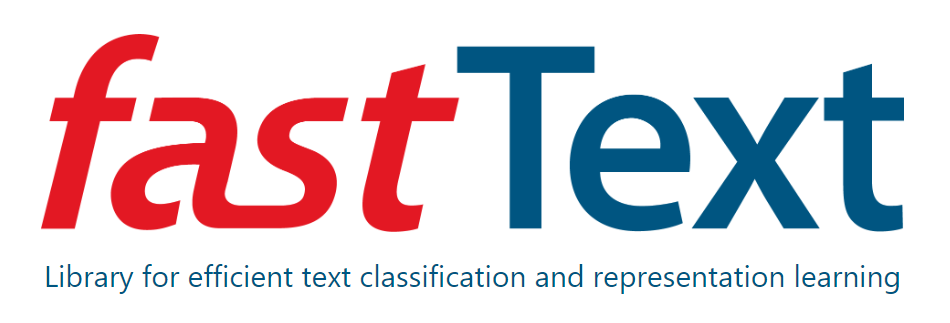 fastText
Library for efficient text classification and representation learning